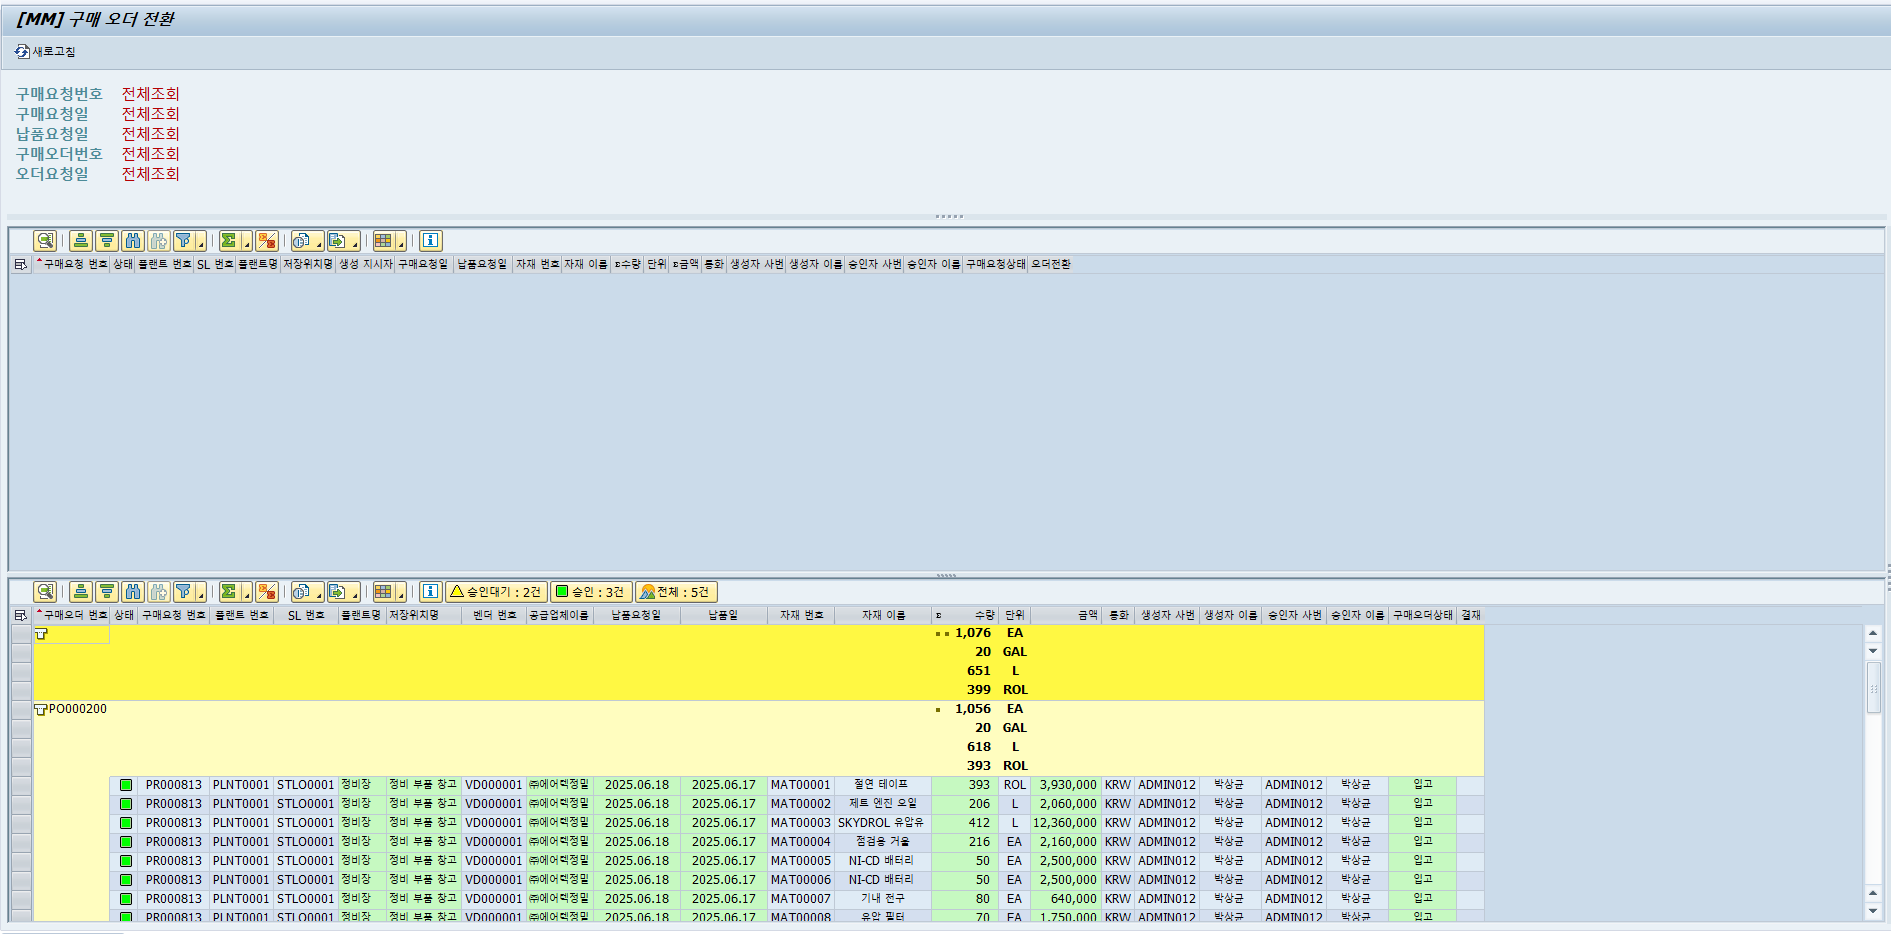 [MM] 구매 오더 전환
새로고침
구매요청번호 전체조회
구매요청일 전체조회
납품요청일 전체조회
구매오더번호 전체조회
오더요청일 전체조회
구매요청 번호 상태 플랜트 번호 SL 번호 플랜트명 저장위치명 생성 지시자 구매요청일 납품요청일 자재 번호 자재 이름 수량 단위 금액 통화 생성자 사번 생성자 이름 승인자 사번 승인자 이름 구매요청상태 오더전환
승인대기 : 2건 승인 : 3건 전체 : 5건
구매오더 번호 상태 구매요청 번호 플랜트 번호 SL 번호 플랜트명 저장위치명 벤더 번호 공급업체이름 납품요청일 납품일 자재 번호 자재 이름 수량 단위 금액 통화 생성자 사번 생성자 이름 승인자 사번 승인자 이름 구매오더상태 결재
1,076 EA
20 GAL
651 L
399 ROL
PO000200 1,056 EA
20 GAL
618 L
393 ROL
PR000813 PLNT0001 STLO0001 정비장 정비 부품 창고 VD000001 ㈜에어텍정밀 2025.06.18 2025.06.17 MAT00001 절연 테이프 393 ROL 3,930,000 KRW ADMIN012 박상균 ADMIN012 박상균 입고
PR000813 PLNT0001 STLO0001 정비장 정비 부품 창고 VD000001 ㈜에어텍정밀 2025.06.18 2025.06.17 MAT00002 제트 엔진 오일 206 L 2,060,000 KRW ADMIN012 박상균 ADMIN012 박상균 입고
PR000813 PLNT0001 STLO0001 정비장 정비 부품 창고 VD000001 ㈜에어텍정밀 2025.06.18 2025.06.17 MAT00003 SKYDROL 유압유 412 L 12,360,000 KRW ADMIN012 박상균 ADMIN012 박상균 입고
PR000813 PLNT0001 STLO0001 정비장 정비 부품 창고 VD000001 ㈜에어텍정밀 2025.06.18 2025.06.17 MAT00004 점검용 거울 216 EA 2,160,000 KRW ADMIN012 박상균 ADMIN012 박상균 입고
PR000813 PLNT0001 STLO0001 정비장 정비 부품 창고 VD000001 ㈜에어텍정밀 2025.06.18 2025.06.17 MAT00005 NI-CD 배터리 50 EA 2,500,000 KRW ADMIN012 박상균 ADMIN012 박상균 입고
PR000813 PLNT0001 STLO0001 정비장 정비 부품 창고 VD000001 ㈜에어텍정밀 2025.06.18 2025.06.17 MAT00006 NI-CD 배터리 50 EA 2,500,000 KRW ADMIN012 박상균 ADMIN012 박상균 입고
PR000813 PLNT0001 STLO0001 정비장 정비 부품 창고 VD000001 ㈜에어텍정밀 2025.06.18 2025.06.17 MAT00007 기내 전구 80 EA 640,000 KRW ADMIN012 박상균 ADMIN012 박상균 입고
PR000813 PLNT0001 STLO0001 정비장 정비 부품 창고 VD000001 ㈜에어텍정밀 2025.06.18 2025.06.17 MAT00008 유압 필터 70 EA 1,750,000 KRW ADMIN012 박상균 ADMIN012 박상균 입고